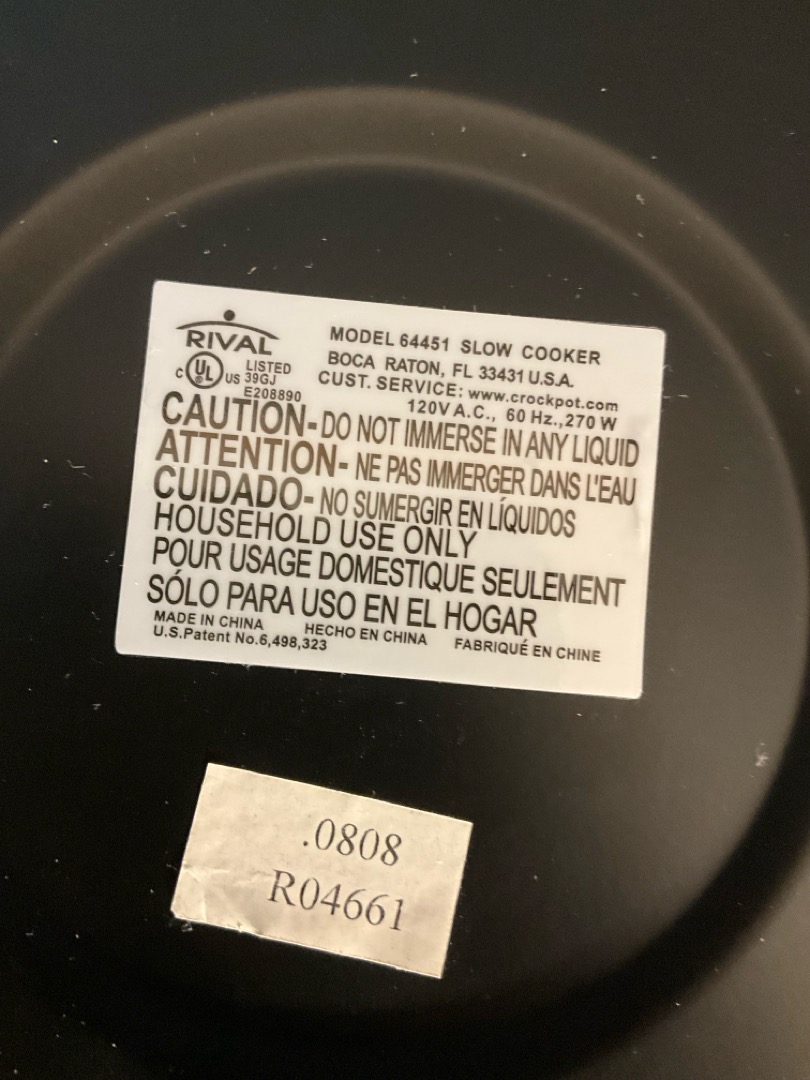 RIVAL
MODEL 64451 SLOW COOKER
BOCA RATON, FL 33431 U.S.A.
CUST. SERVICE: www.crockpot.com
120V A.C., 60 Hz., 270 W
C UL US LISTED
39GJ
E208890
CAUTION- DO NOT IMMERSE IN ANY LIQUID
ATTENTION- NE PAS IMMERGER DANS L'EAU
CUIDADO- NO SUMERGIR EN LÍQUIDOS
HOUSEHOLD USE ONLY
POUR USAGE DOMESTIQUE SEULEMENT
SÓLO PARA USO EN EL HOGAR
MADE IN CHINA HECHO EN CHINA FABRIQUÉ EN CHINE
U.S.Patent No.6,498,323
.0808
R04661